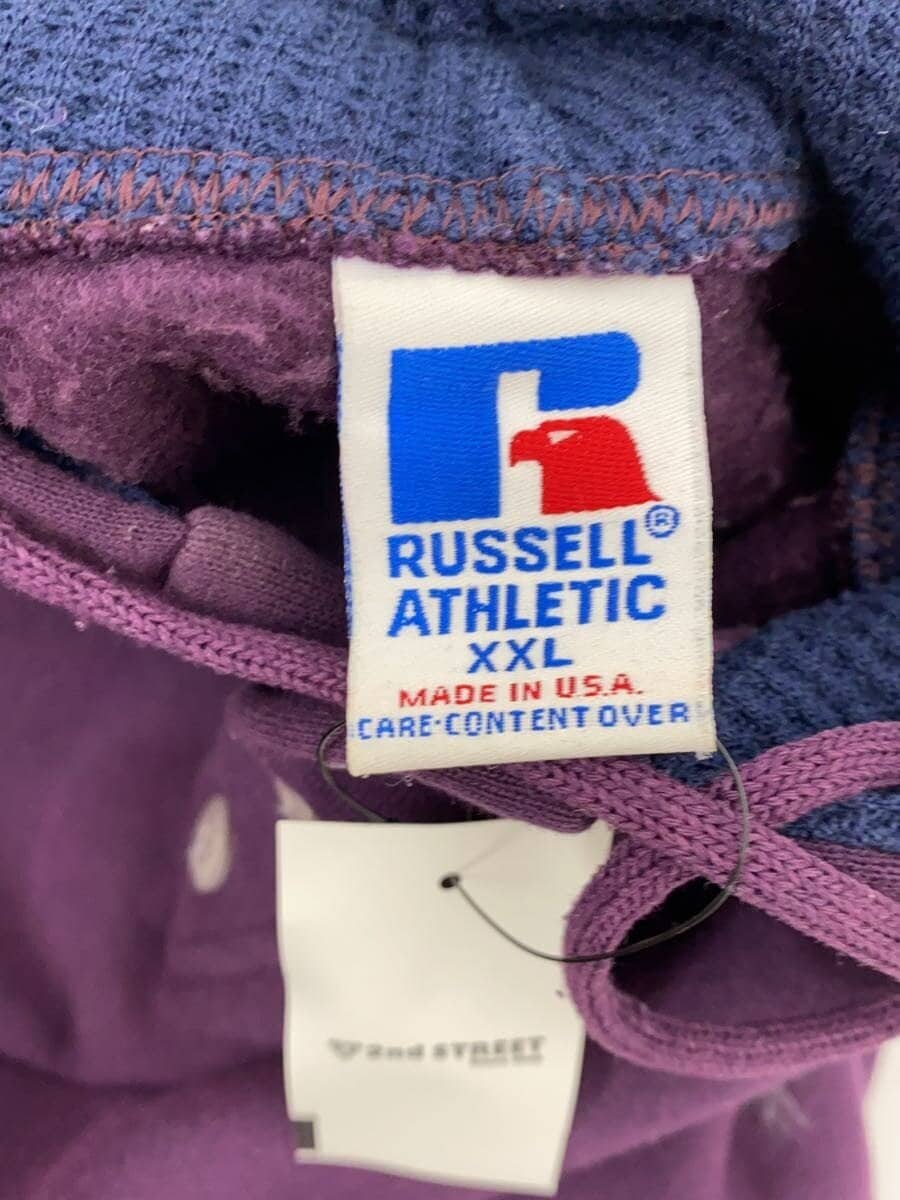 RUSSELL®
ATHLETIC
XXL
MADE IN U.S.A.
CARE·CONTENT OVER
2nd STREET